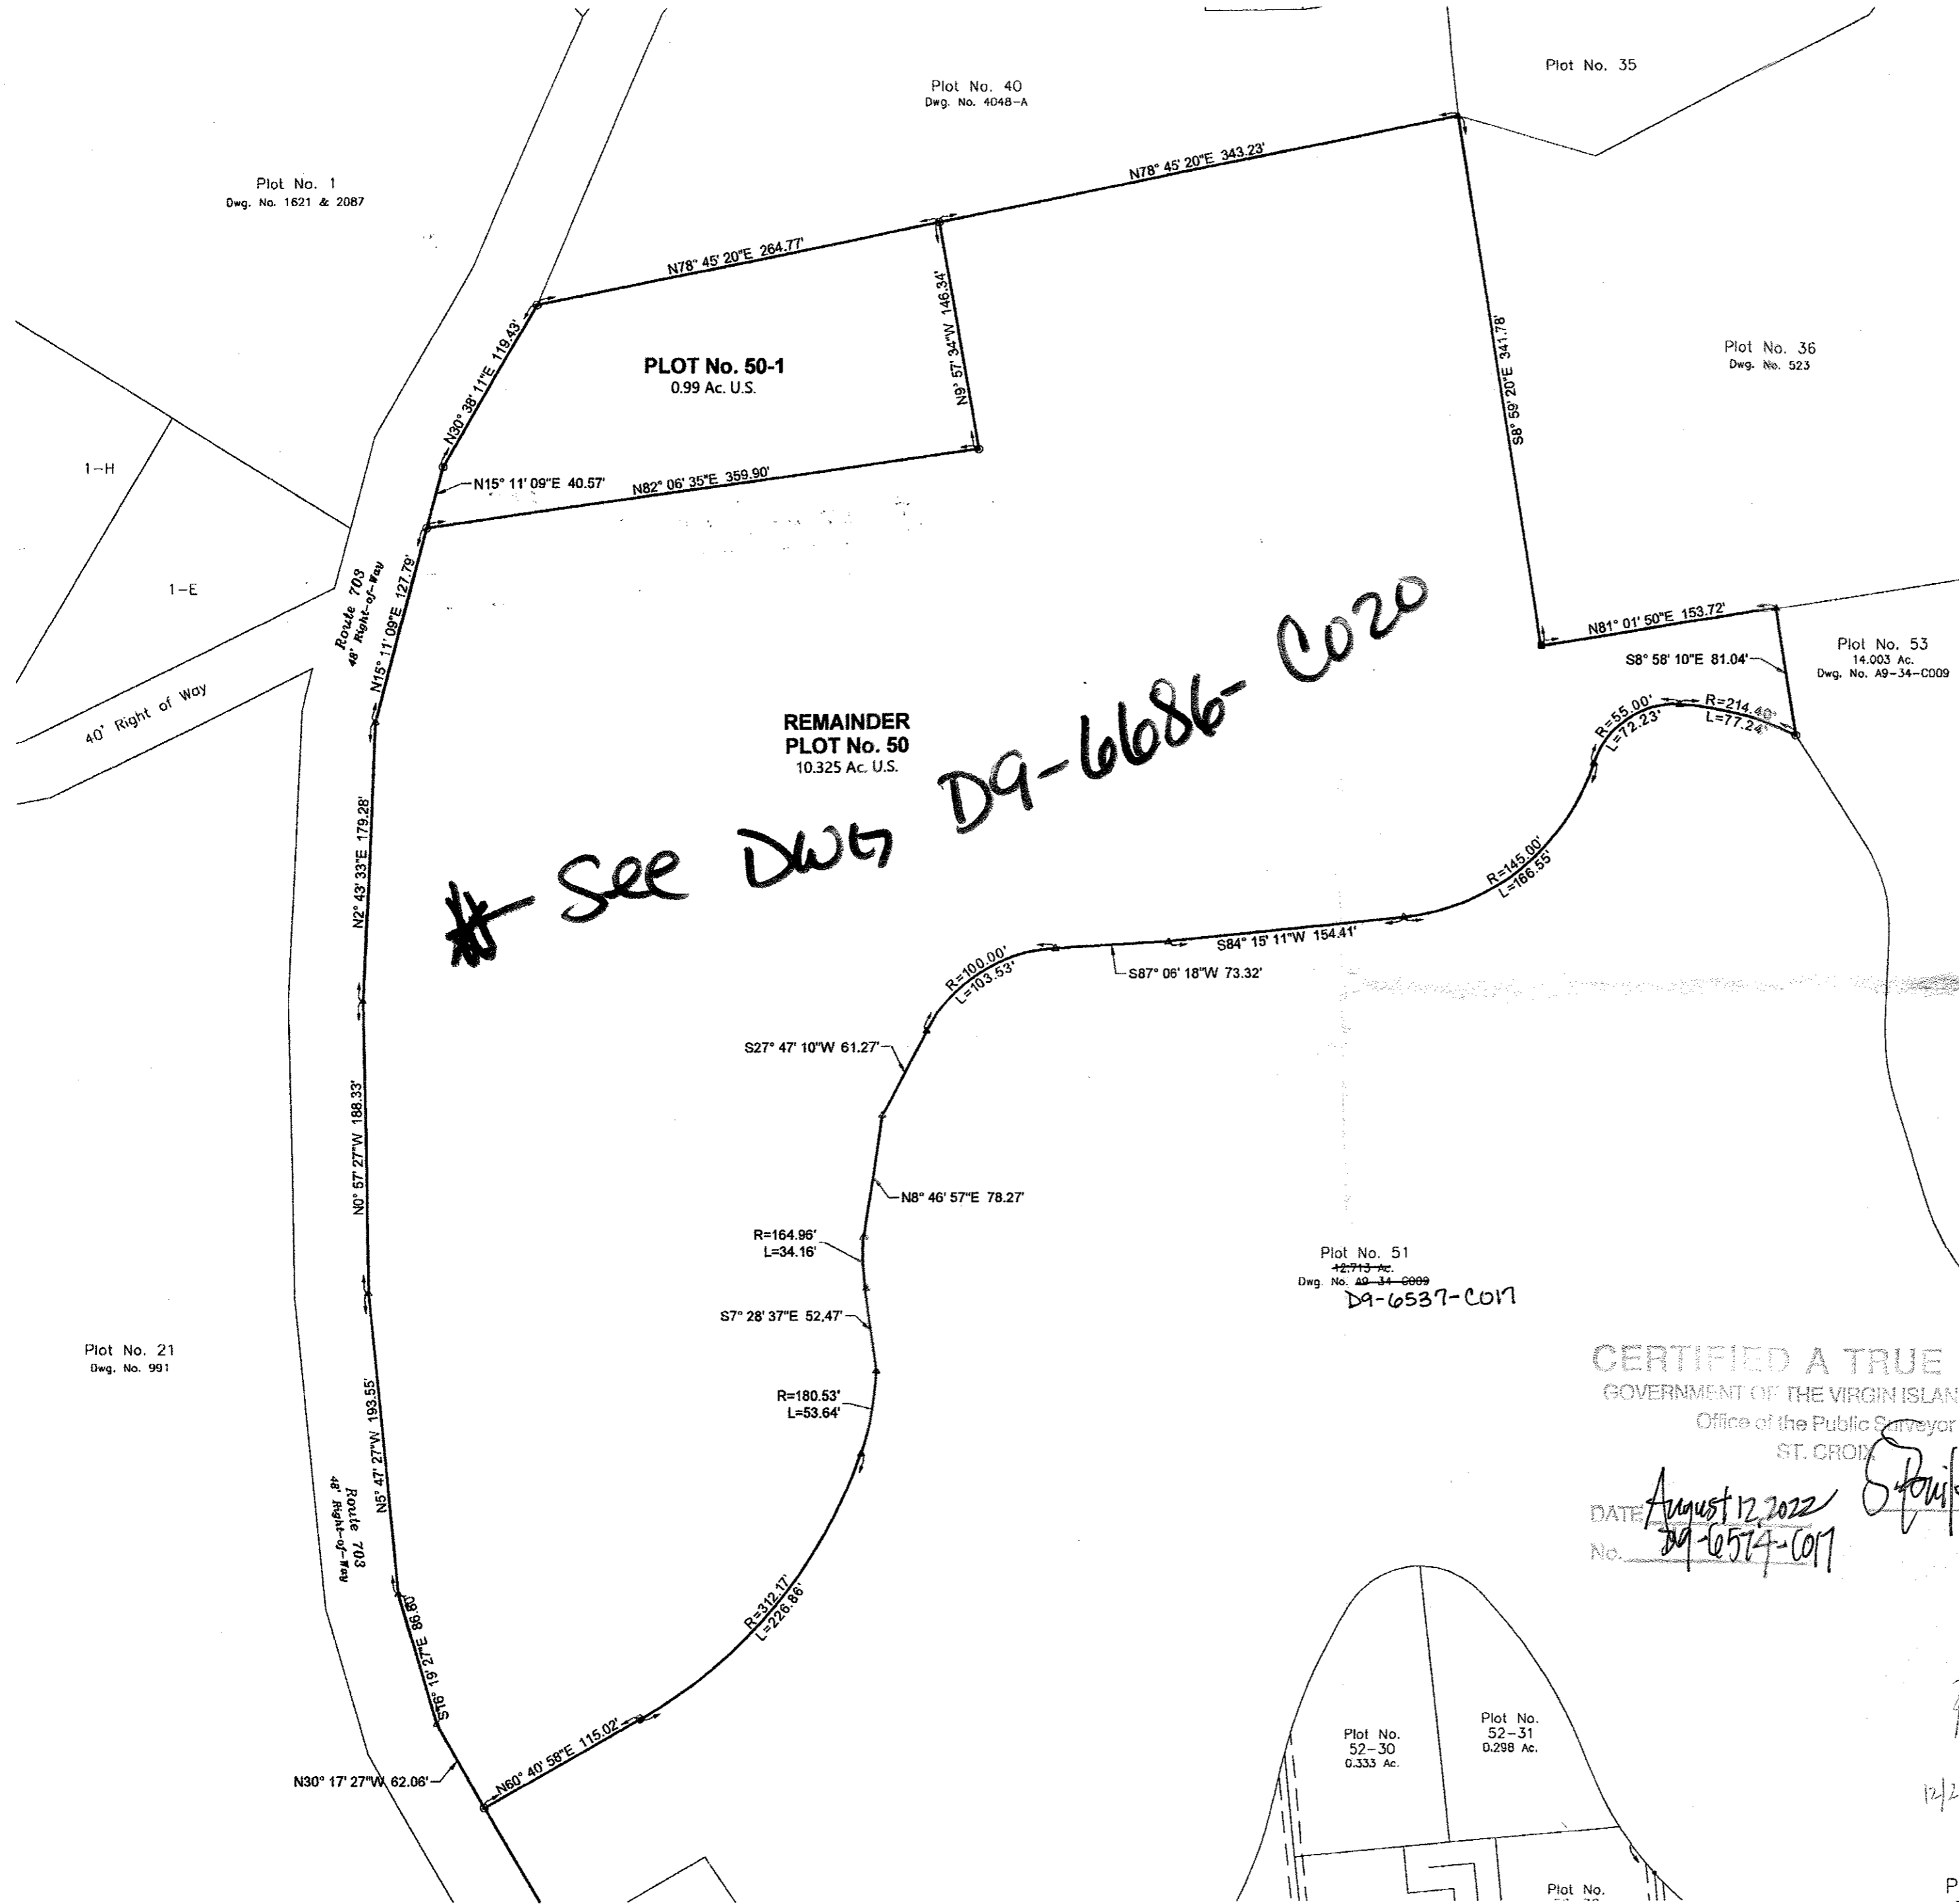 Plot No. 35
Plot No. 40
Dwg. No. 4048-A
Plot No. 1
Dwg. No. 1621 & 2087
N78° 45' 20"E 343.23'
N78° 45' 20"E 264.77'
N9° 57' 34"W 146.34'
N30° 38' 11"E 119.43'
PLOT No. 50-1
0.99 Ac. U.S.
S8° 59' 20"E 341.78'
Plot No. 36
Dwg. No. 523
1-H
N15° 11' 09"E 40.57'
N82° 06' 35"E 359.90'
1-E
Route 703
48' Right-of-Way
N15° 11' 09"E 127.79'
40' Right of Way
N81° 01' 50"E 153.72'
S8° 58' 10"E 81.04'
Plot No. 53
14.003 Ac.
Dwg. No. A9-34-C009
R=55.00'
L=72.23'
R=214.40'
L=77.24'
REMAINDER
PLOT No. 50
10.325 Ac. U.S.
See DWG D9-6686-C020
N2° 43' 33"E 179.28'
R=145.00'
L=166.55'
S84° 15' 11"W 154.41'
S87° 06' 18"W 73.32'
R=100.00'
L=103.53'
S27° 47' 10"W 61.27'
N0° 57' 27"W 188.33'
N8° 46' 57"E 78.27'
R=164.96'
L=34.16'
S7° 28' 37"E 52.47'
R=180.53'
L=53.64'
Plot No. 51
12.713 Ac.
Dwg. No. A9-34-C009
D9-6537-C017
Plot No. 21
Dwg. No. 991
N5° 47' 27"W 193.55'
Route 703
48' Right-of-Way
CERTIFIED A TRUE
GOVERNMENT OF THE VIRGIN ISLAN
Office of the Public Surveyor
ST. CROIX
DATE August 12, 2022
No. D9-6574-C017
S16° 19' 27"E 86.80'
R=312.17'
L=226.86'
N60° 40' 58"E 115.02'
N30° 17' 27"W 62.06'
Plot No.
52-30
0.333 Ac.
Plot No.
52-31
0.298 Ac.
12/2
Plot No.